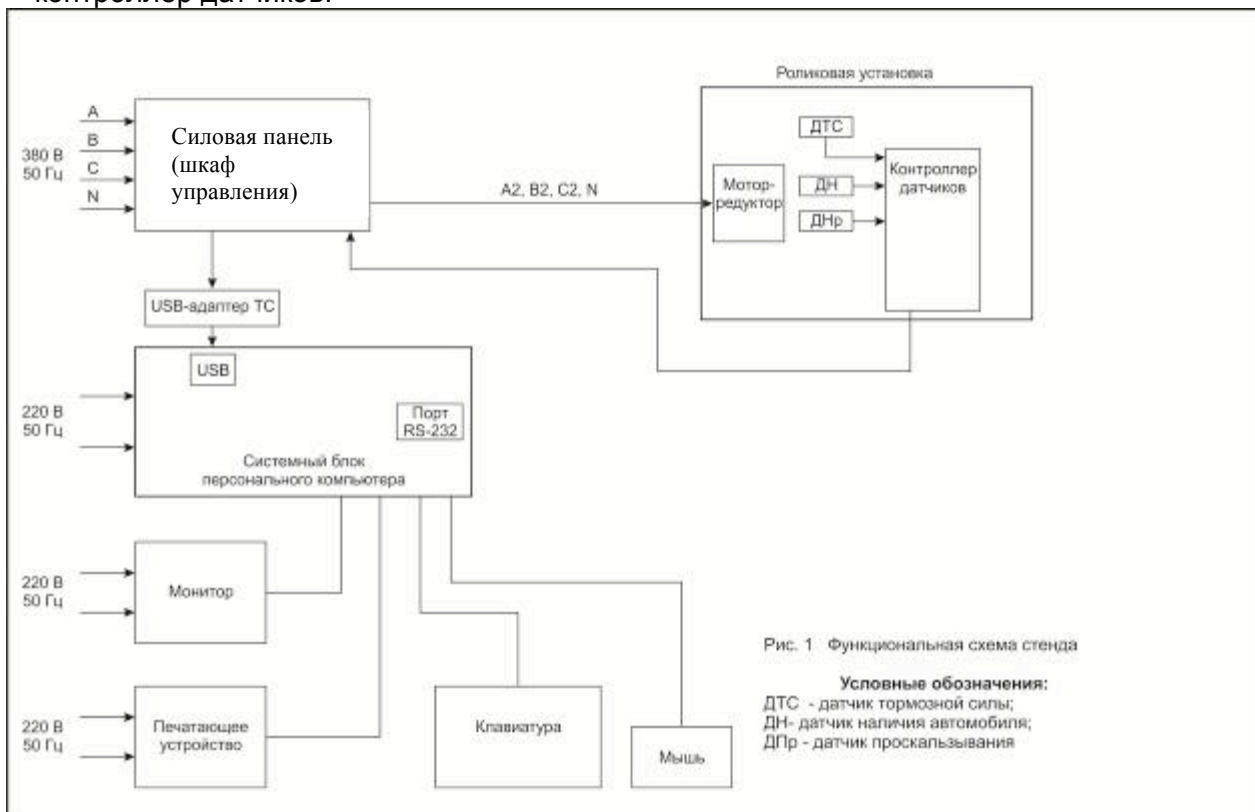 контроллер датчиков.
Роликовая установка
A
B
C
N
380 В
50 Гц
Силовая панель
(шкаф
управления)
A2, B2, C2, N
Мотор-
редуктор
ДТС
ДН
ДНр
Контроллер
датчиков
USB-адаптер ТС
USB
Порт
RS-232
220 В
50 Гц
Системный блок
персонального компьютера
220 В
50 Гц
Монитор
220 В
50 Гц
Печатающее
устройство
Клавиатура
Мышь
Рис. 1 Функциональная схема стенда
Условные обозначения:
ДТС - датчик тормозной силы;
ДН- датчик наличия автомобиля;
ДПр - датчик проскальзывания